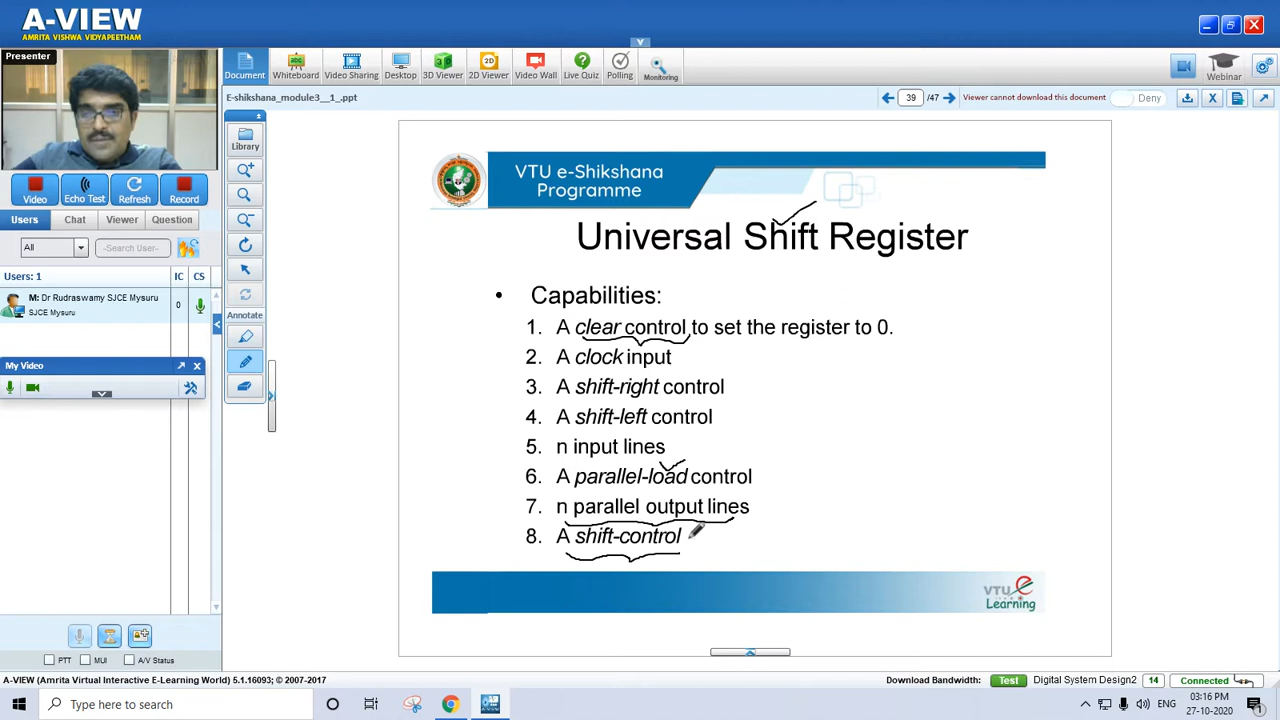 A-VIEW
AMRITA VISHWA VIDYAPEETHAM
Presenter
Document
Whiteboard
Video Sharing
Desktop
3D Viewer
2D Viewer
Video Wall
Live Quiz
Polling
Monitoring
Webinar
E-shikshana_module3__1_.ppt
39 /47
Viewer cannot download this document
Deny
Library
Video
Echo Test
Refresh
Record
Users
Chat
Viewer
Question
All
-Search User-
Users: 1
IC
CS
Annotate
M: Dr Rudraswamy SJCE Mysuru
SJCE Mysuru
0
My Video
VTU e-Shikshana
Programme
Universal Shift Register
• Capabilities:
1. A clear control to set the register to 0.
2. A clock input
3. A shift-right control
4. A shift-left control
5. n input lines
6. A parallel-load control
7. n parallel output lines
8. A shift-control
VTU e
Learning
PTT
MUI
A/V Status
A-VIEW (Amrita Virtual Interactive E-Learning World) 5.1.16093; © 2007-2017
Download Bandwidth:
Test
Digital System Design2
14
Connected
Type here to search
ENG
03:16 PM
27-10-2020